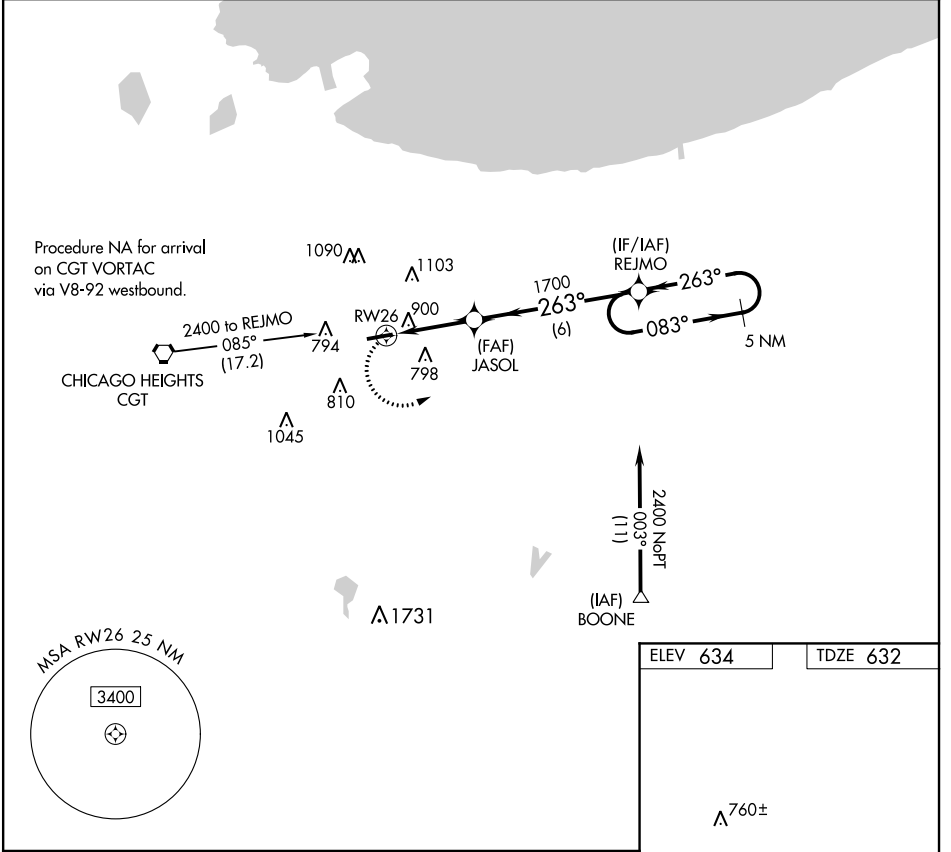 Procedure NA for arrival
on CGT VORTAC
via V8-92 westbound.
1090
1103
(IF/IAF)
REJMO
263°
083°
5 NM
1700
263°
(6)
900
RW26
(FAF)
JASOL
2400 to REJMO
085°
(17.2)
794
798
CHICAGO HEIGHTS
CGT
810
1045
2400 NoPT
003°
(11)
(IAF)
BOONE
1731
MSA RW26 25 NM
3400
ELEV 634
TDZE 632
760±